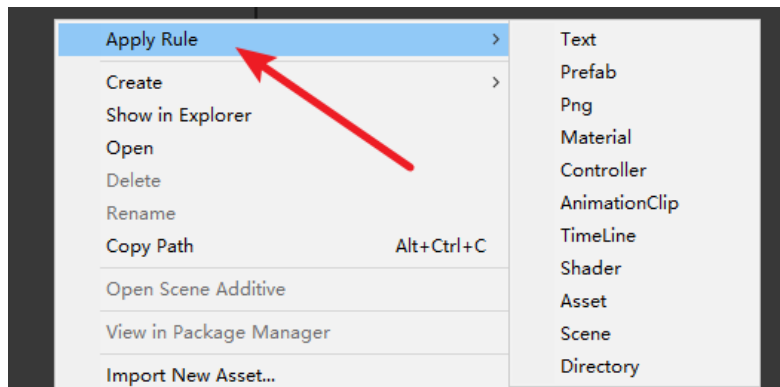 Apply Rule
Create
Show in Explorer
Open
Delete
Rename
Copy Path Alt+Ctrl+C
Open Scene Additive
View in Package Manager
Import New Asset...
Text
Prefab
Png
Material
Controller
AnimationClip
TimeLine
Shader
Asset
Scene
Directory